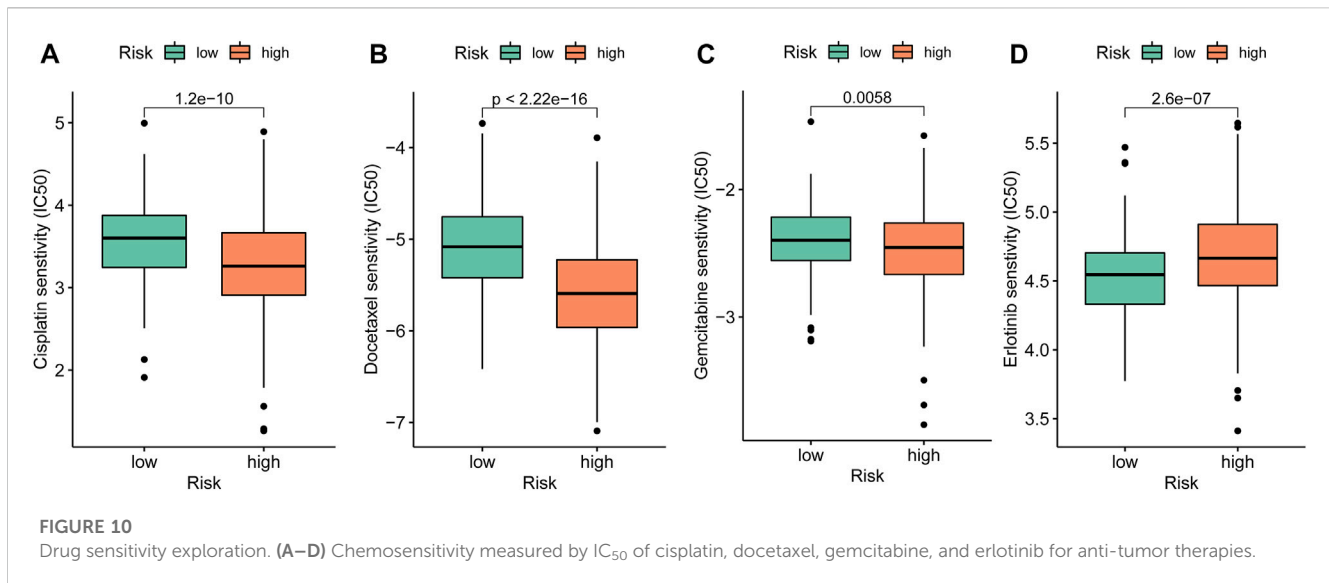 A
Risk low high
1.2e−10
Cisplatin senstivity (IC50)
5
4
3
2
low high
Risk
B
Risk low high
p < 2.22e−16
Docetaxel senstivity (IC50)
−4
−5
−6
−7
low high
Risk
C
Risk low high
0.0058
Gemcitabine senstivity (IC50)
−2
−3
low high
Risk
D
Risk low high
2.6e−07
Erlotinib senstivity (IC50)
5.5
5.0
4.5
4.0
3.5
low high
Risk
FIGURE 10
Drug sensitivity exploration. (A–D) Chemosensitivity measured by IC50 of cisplatin, docetaxel, gemcitabine, and erlotinib for anti-tumor therapies.